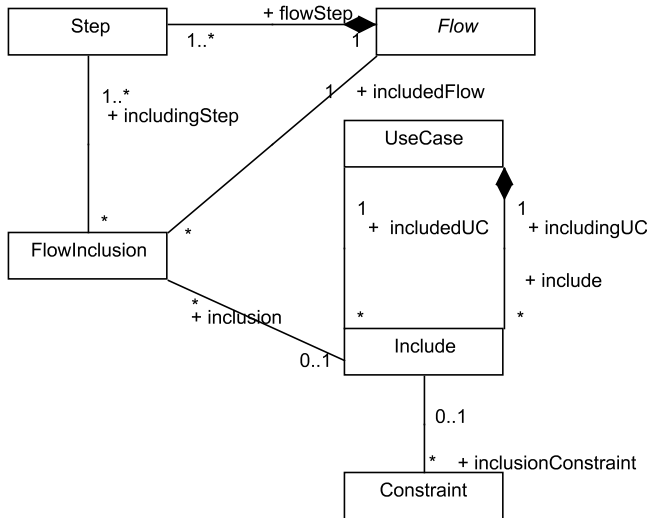 + flowStep
Step
Flow
1..*
1
1..*
+ includingStep
1
+ includedFlow
UseCase
1
+ includedUC
1
+ includingUC
*
*
FlowInclusion
+ include
*
+ inclusion
*
*
Include
0..1
0..1
*
+ inclusionConstraint
Constraint